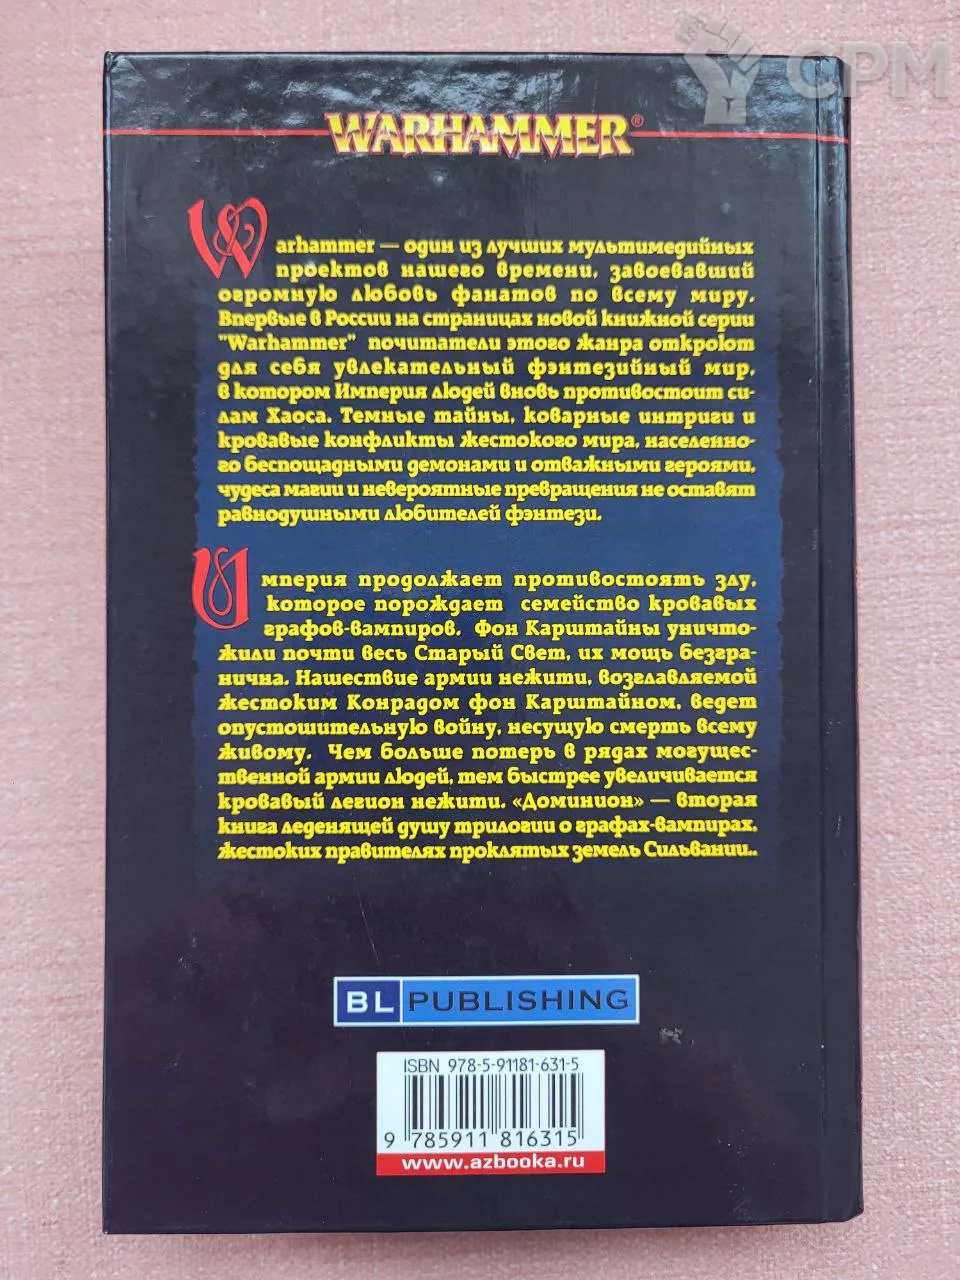 CPM
WARHAMMER®
Warhammer — один из лучших мультимедийных
проектов нашего времени, завоевавший
огромную любовь фанатов по всему миру.
Впервые в России на страницах новой книжной серии
"Warhammer" почитатели этого жанра откроют
для себя увлекательный фэнтезийный мир,
в котором Империя людей вновь противостоит си-
лам Хаоса. Темные тайны, коварные интриги и
кровавые конфликты жестокого мира, населенно-
го беспощадными демонами и отважными героями,
чудеса магии и невероятные превращения не оставят
равнодушными любителей фэнтези.
Империя продолжает противостоять злу,
которое порождает семейство кровавых
графов-вампиров. Фон Карштайны уничто-
жили почти весь Старый Свет, их мощь безгра-
нична. Нашествие армии нежити, возглавляемой
жестоким Конрадом фон Карштайном, ведет
опустошительную войну, несущую смерть всему
живому. Чем больше потерь в рядах могущес-
твенной армии людей, тем быстрее увеличивается
кровавый легион нежити. «Доминион» — вторая
книга леденящей душу трилогии о графах-вампирах,
жестоких правителях проклятых земель Сильвании..
BL PUBLISHING
ISBN 978-5-91181-631-5
9 785911 816315
www.azbooka.ru